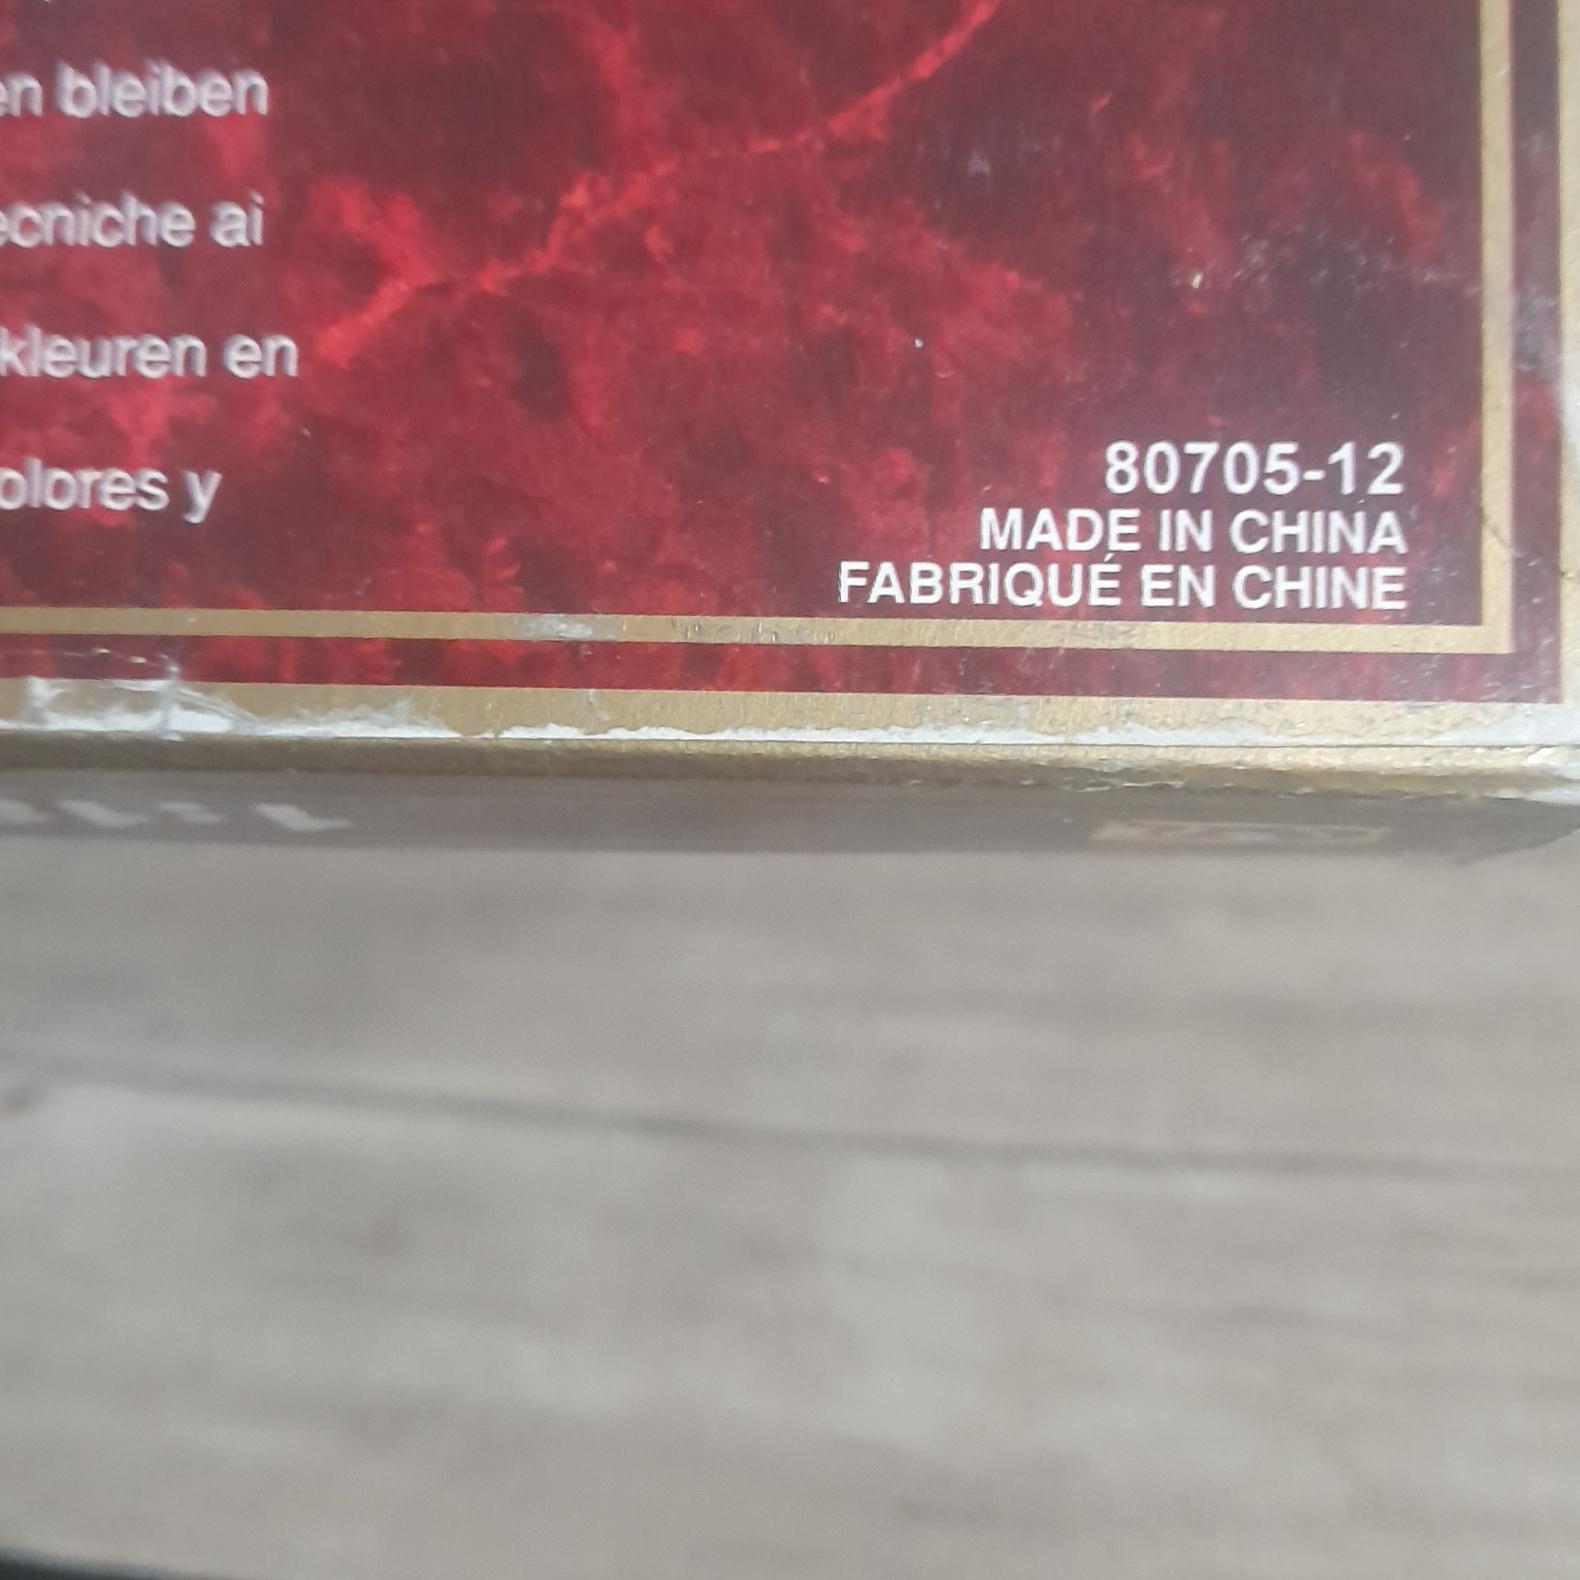 en bleiben
ecniche ai
kleuren en
olores y
80705-12
MADE IN CHINA
FABRIQUÉ EN CHINE